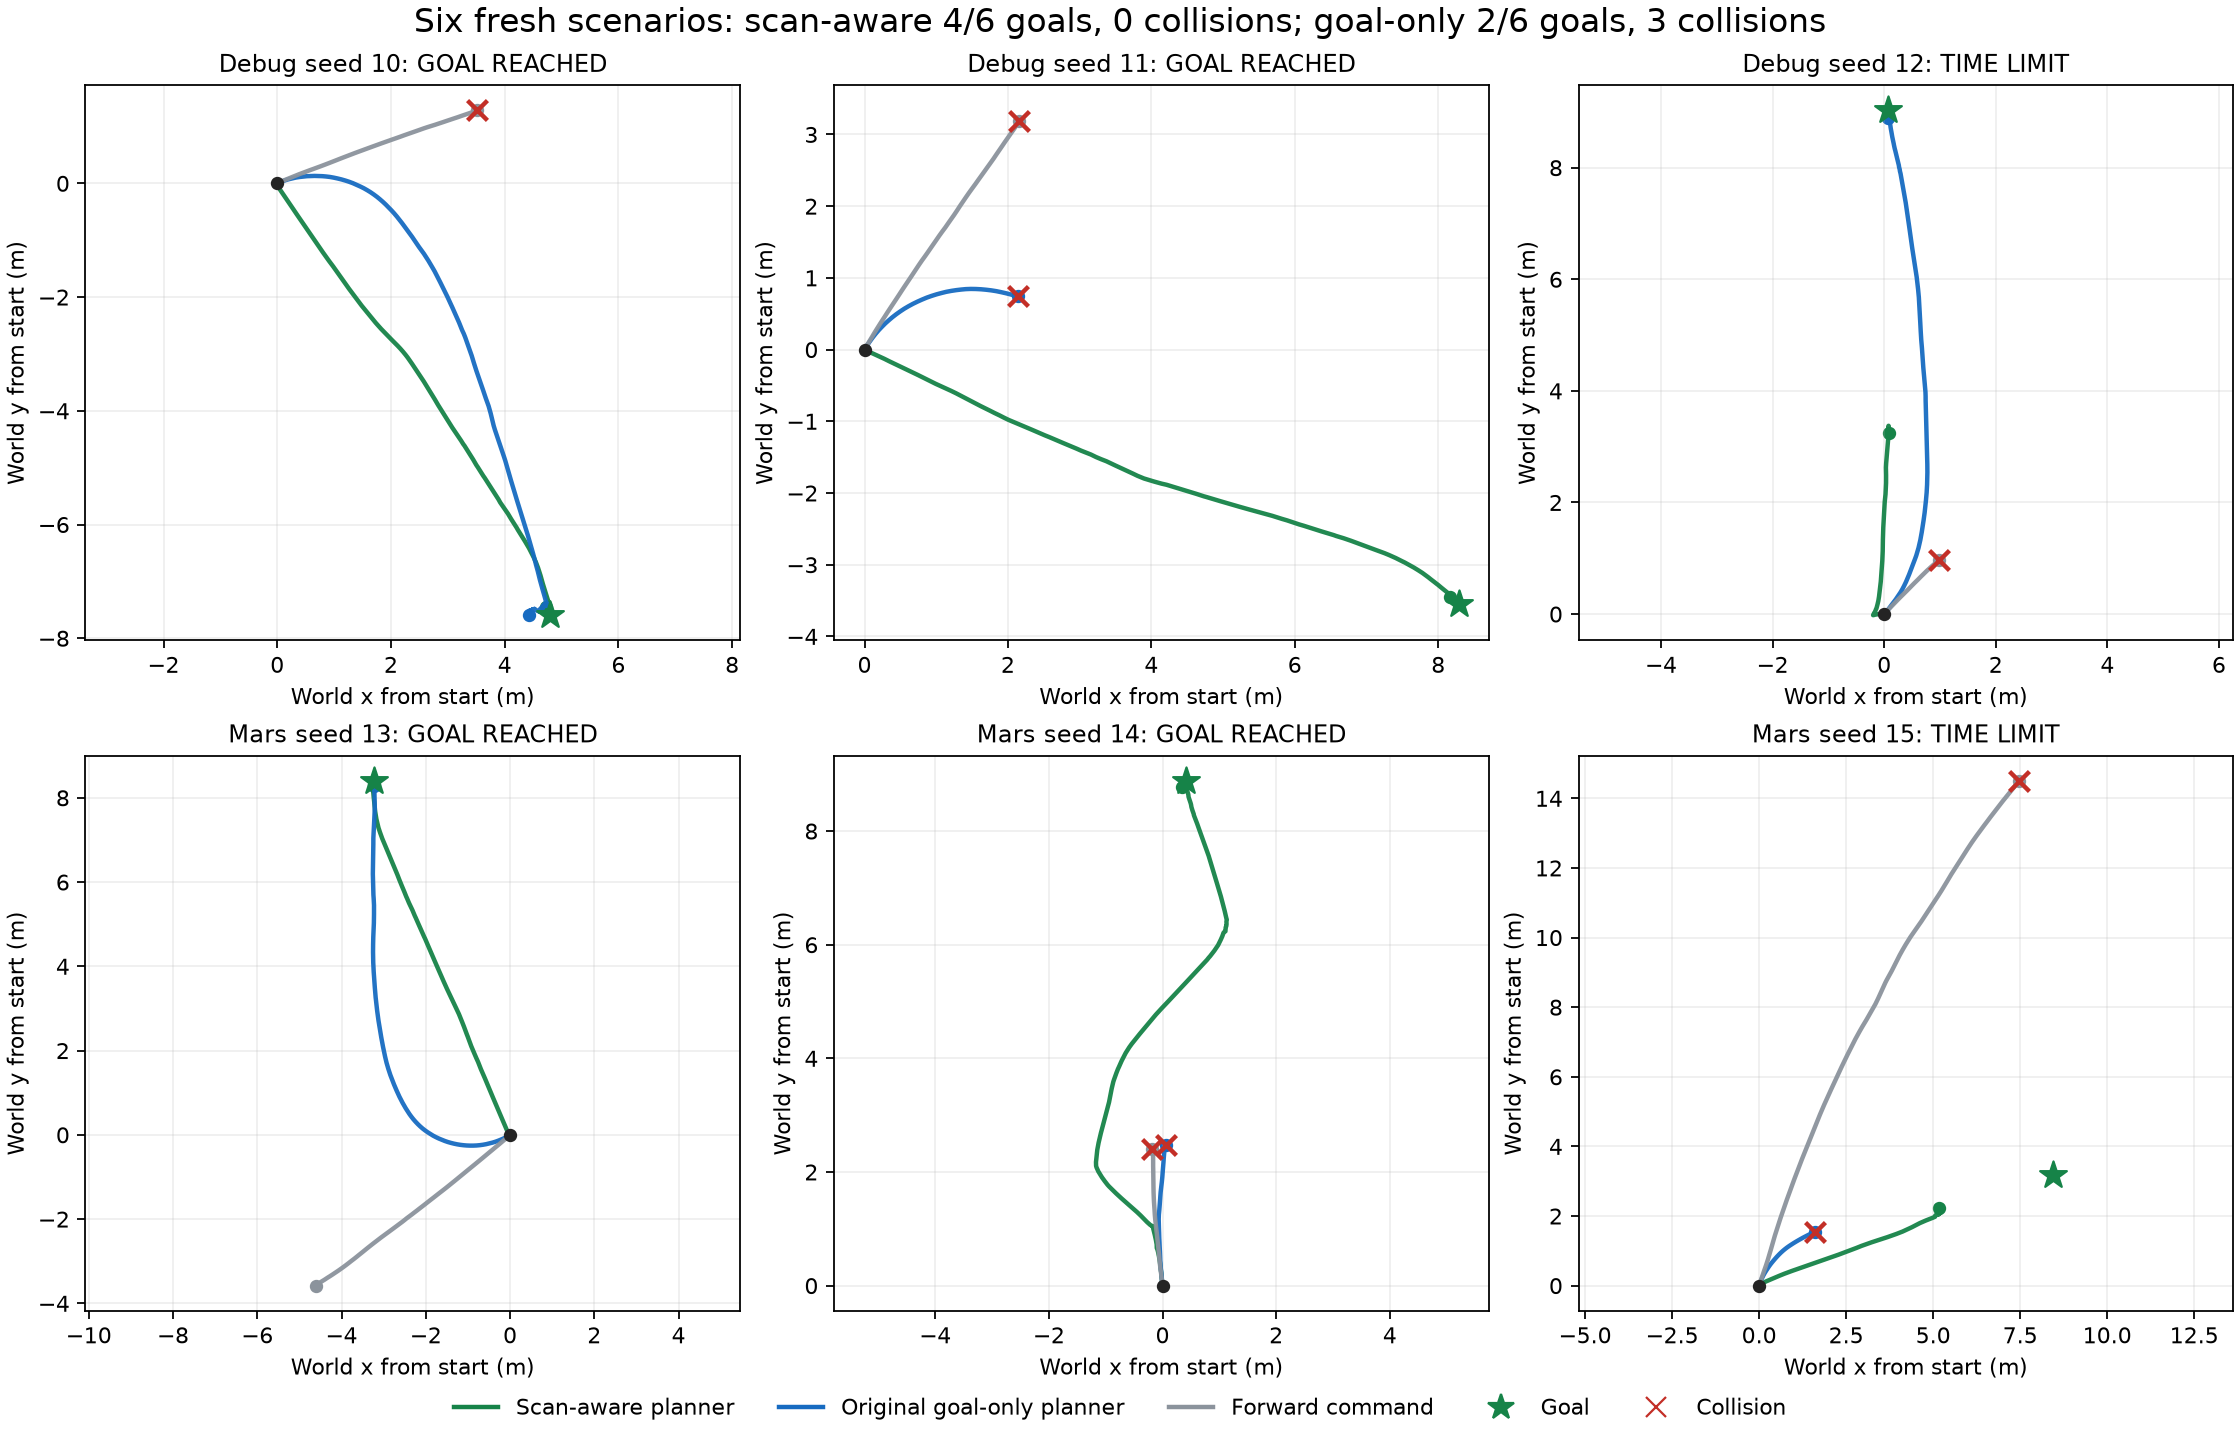 Six fresh scenarios: scan-aware 4/6 goals, 0 collisions; goal-only 2/6 goals, 3 collisions
Debug seed 10: GOAL REACHED
World y from start (m)
0
−2
−4
−6
−8
−2 0 2 4 6 8
World x from start (m)
Debug seed 11: GOAL REACHED
World y from start (m)
3
2
1
0
−1
−2
−3
−4
0 2 4 6 8
World x from start (m)
Debug seed 12: TIME LIMIT
World y from start (m)
8
6
4
2
0
−4 −2 0 2 4 6
World x from start (m)
Mars seed 13: GOAL REACHED
World y from start (m)
8
6
4
2
0
−2
−4
−10 −8 −6 −4 −2 0 2 4
World x from start (m)
Mars seed 14: GOAL REACHED
World y from start (m)
8
6
4
2
0
−4 −2 0 2 4
World x from start (m)
Mars seed 15: TIME LIMIT
World y from start (m)
14
12
10
8
6
4
2
0
−5.0 −2.5 0.0 2.5 5.0 7.5 10.0 12.5
World x from start (m)
Scan-aware planner Original goal-only planner Forward command Goal Collision